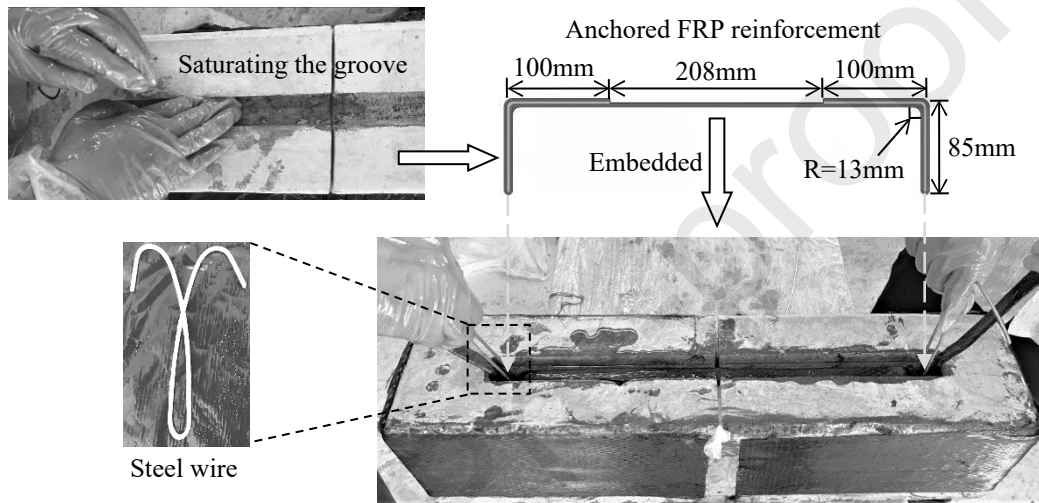 Saturating the groove
Anchored FRP reinforcement
100mm
208mm
100mm
Embedded
R=13mm
85mm
Steel wire